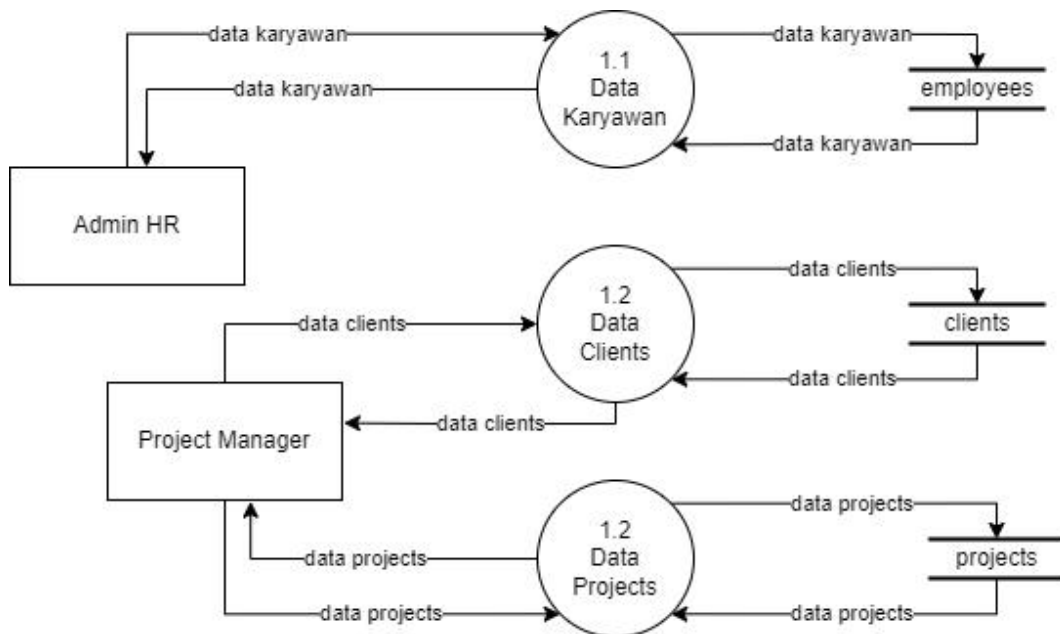 data karyawan
data karyawan
1.1
Data
Karyawan
data karyawan
data karyawan
employees
Admin HR
data clients
data clients
1.2
Data
Clients
data clients
data clients
clients
Project Manager
data projects
data projects
1.2
Data
Projects
data projects
data projects
projects